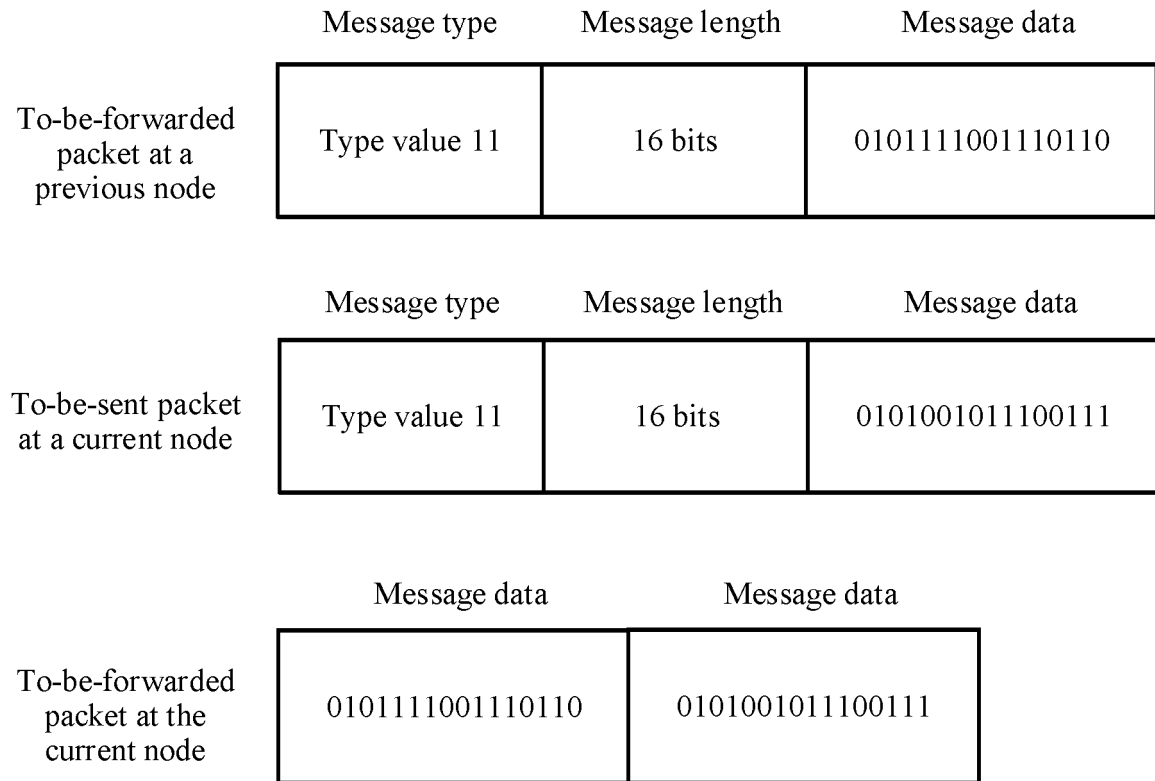 Message type Message length Message data
To-be-forwarded
packet at a
previous node
Type value 11 16 bits 0101111001110110
Message type Message length Message data
To-be-sent packet
at a current node
Type value 11 16 bits 0101001011100111
Message data Message data
To-be-forwarded
packet at the
current node
0101111001110110 0101001011100111